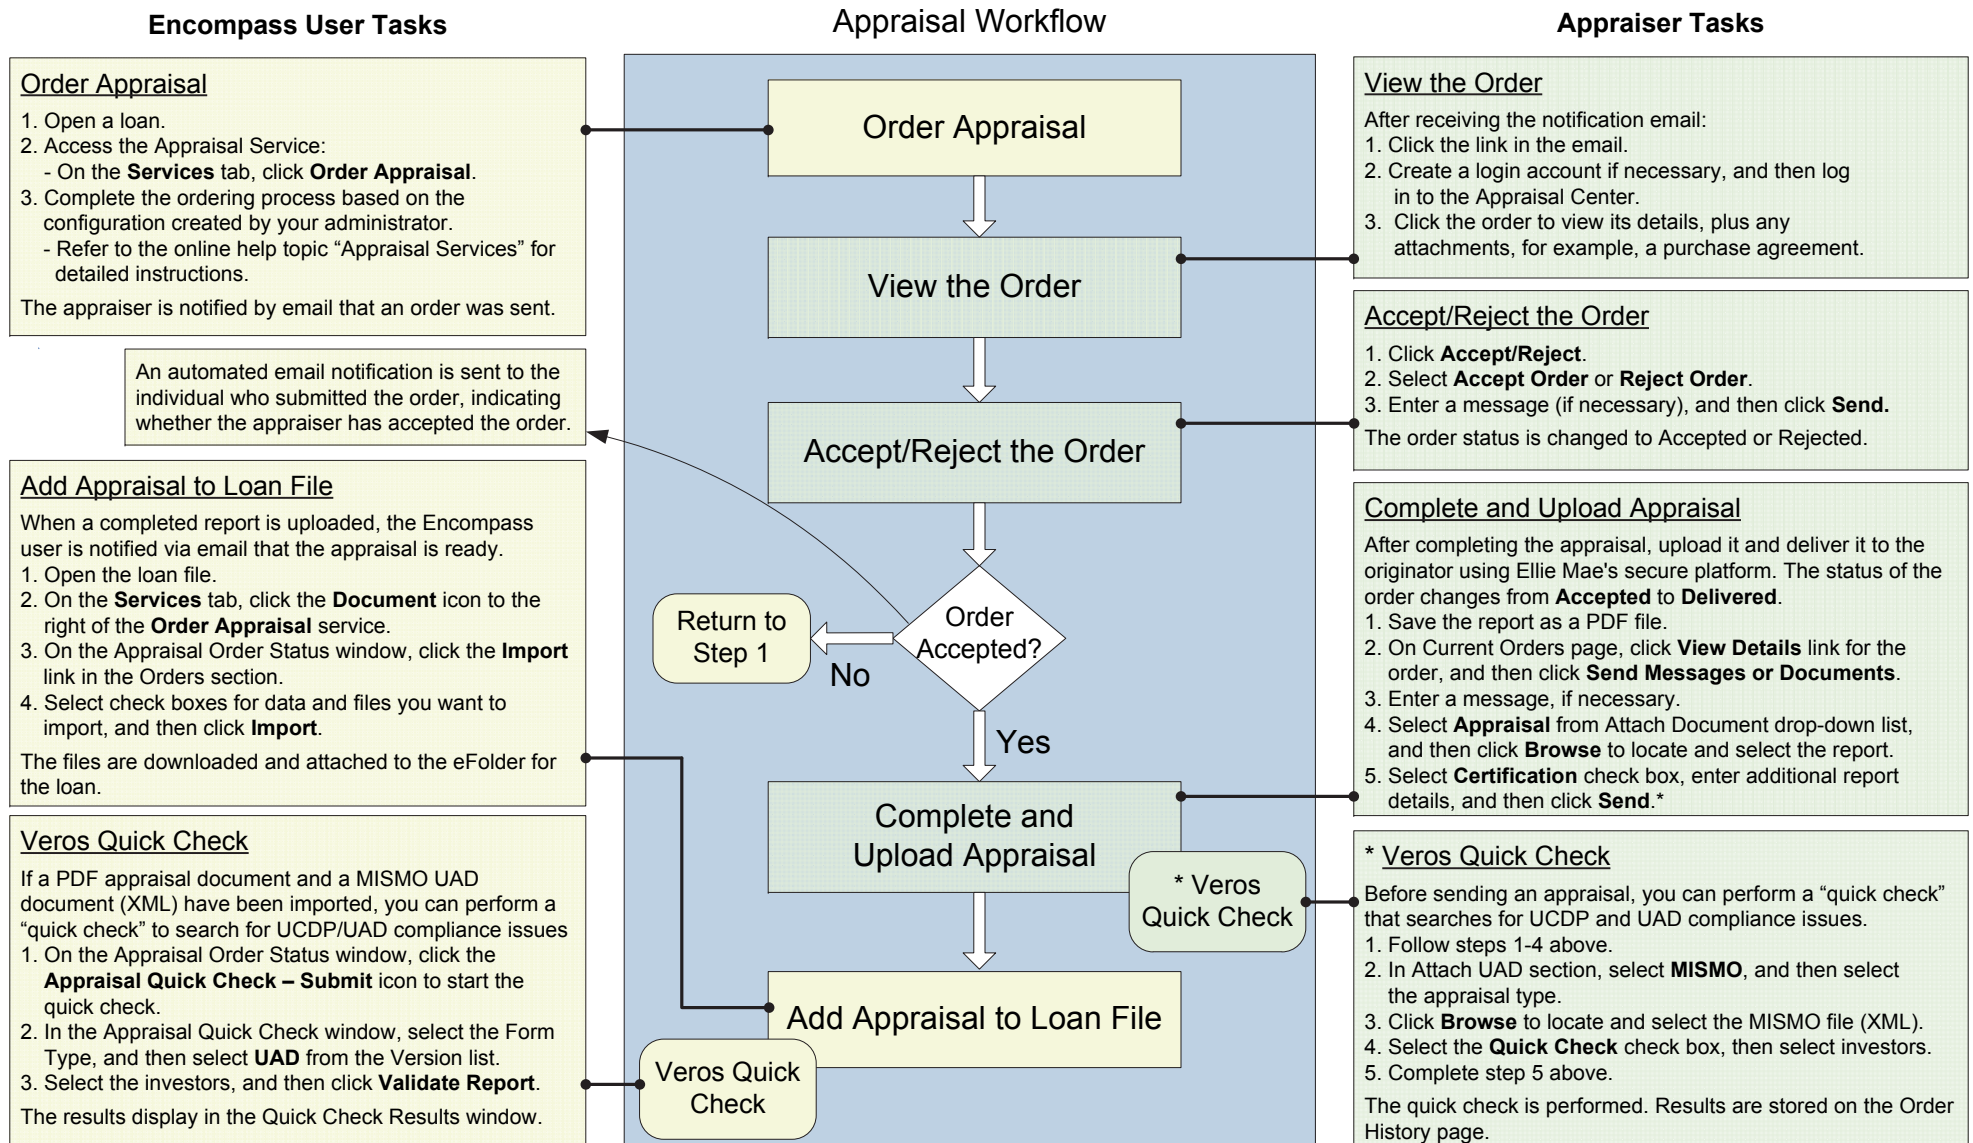 Encompass User Tasks
Appraisal Workflow
Appraiser Tasks
Order Appraisal
1. Open a loan.
2. Access the Appraisal Service:
- On the Services tab, click Order Appraisal.
3. Complete the ordering process based on the
configuration created by your administrator.
- Refer to the online help topic “Appraisal Services” for
detailed instructions.
The appraiser is notified by email that an order was sent.
An automated email notification is sent to the
individual who submitted the order, indicating
whether the appraiser has accepted the order.
Add Appraisal to Loan File
When a completed report is uploaded, the Encompass
user is notified via email that the appraisal is ready.
1. Open the loan file.
2. On the Services tab, click the Document icon to the
right of the Order Appraisal service.
3. On the Appraisal Order Status window, click the Import
link in the Orders section.
4. Select check boxes for data and files you want to
import, and then click Import.
The files are downloaded and attached to the eFolder for
the loan.
Veros Quick Check
If a PDF appraisal document and a MISMO UAD
document (XML) have been imported, you can perform a
“quick check” to search for UCDP/UAD compliance issues
1. On the Appraisal Order Status window, click the
Appraisal Quick Check – Submit icon to start the
quick check.
2. In the Appraisal Quick Check window, select the Form
Type, and then select UAD from the Version list.
3. Select the investors, and then click Validate Report.
The results display in the Quick Check Results window.
Order Appraisal
View the Order
Accept/Reject the Order
Order
Accepted?
Return to
Step 1
No
Yes
Complete and
Upload Appraisal
* Veros
Quick Check
Add Appraisal to Loan File
Veros Quick
Check
View the Order
After receiving the notification email:
1. Click the link in the email.
2. Create a login account if necessary, and then log
in to the Appraisal Center.
3. Click the order to view its details, plus any
attachments, for example, a purchase agreement.
Accept/Reject the Order
1. Click Accept/Reject.
2. Select Accept Order or Reject Order.
3. Enter a message (if necessary), and then click Send.
The order status is changed to Accepted or Rejected.
Complete and Upload Appraisal
After completing the appraisal, upload it and deliver it to the
originator using Ellie Mae's secure platform. The status of the
order changes from Accepted to Delivered.
1. Save the report as a PDF file.
2. On Current Orders page, click View Details link for the
order, and then click Send Messages or Documents.
3. Enter a message, if necessary.
4. Select Appraisal from Attach Document drop-down list,
and then click Browse to locate and select the report.
5. Select Certification check box, enter additional report
details, and then click Send.*
* Veros Quick Check
Before sending an appraisal, you can perform a “quick check”
that searches for UCDP and UAD compliance issues.
1. Follow steps 1-4 above.
2. In Attach UAD section, select MISMO, and then select
the appraisal type.
3. Click Browse to locate and select the MISMO file (XML).
4. Select the Quick Check check box, then select investors.
5. Complete step 5 above.
The quick check is performed. Results are stored on the Order
History page.